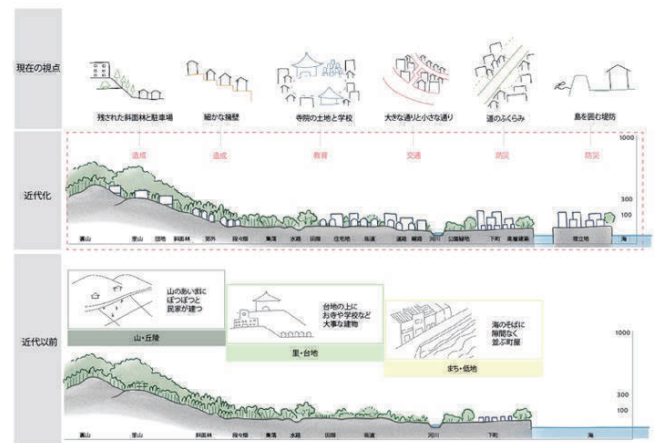 現在の視点
残された斜面林と駐車場
細かな擁壁
寺院の土地と学校
大きな通りと小さな通り
道のふくらみ
島を囲む堤防
近代化
造成
造成
教育
交通
防災
防災
1000
300
100
裏山
里山
団地
斜面林
郊外
段々畑
集落
水路
田畑
住宅地
街道
道路
線路
河川
公園緑地
下町
高層建築
埋立地
海
近代以前
山のあいまに
ぽつぽつと
民家が建つ
山・丘陵
台地の上に
お寺や学校など
大事な建物
里・台地
海のそばに
隙間なく
並ぶ町屋
まち・低地
1000
300
100
裏山
里山
斜面林
段々畑
集落
水路
田畑
街道
河川
下町
海